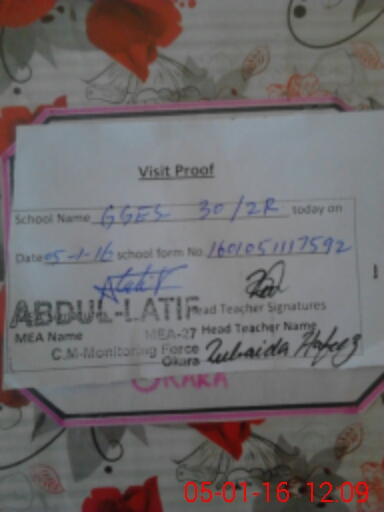 Visit Proof
School Name GGES 30/2R today on
Date 05-1-16 school form No. 1601051117592
ABDUL-LATIF
Head Teacher Signatures
MEA Name MEA-27 Head Teacher Name
C.M-Monitoring Force Zubaida Hafeez
Okara
OKARA
05-01-16 12:09